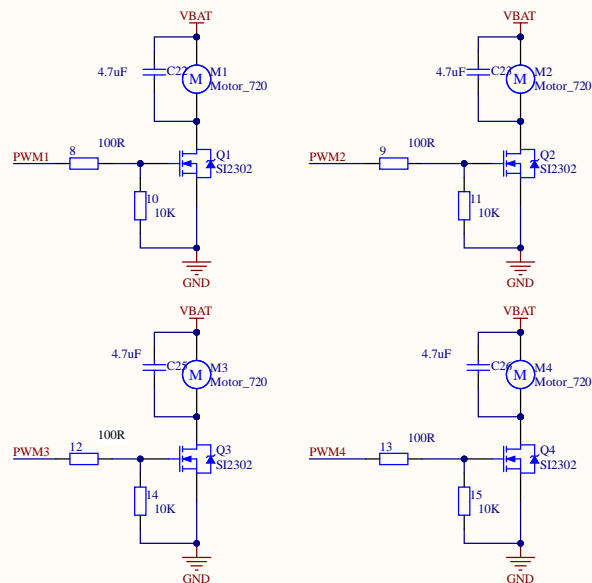 VBAT
4.7uF
C22
M1
M
Motor_720
100R
PWM1
8
Q1
SI2302
10
10K
GND
VBAT
4.7uF
C23
M2
M
Motor_720
100R
PWM2
9
Q2
SI2302
11
10K
GND
VBAT
4.7uF
C25
M3
M
Motor_720
100R
PWM3
12
Q3
SI2302
14
10K
GND
VBAT
4.7uF
C26
M4
M
Motor_720
100R
PWM4
13
Q4
SI2302
15
10K
GND